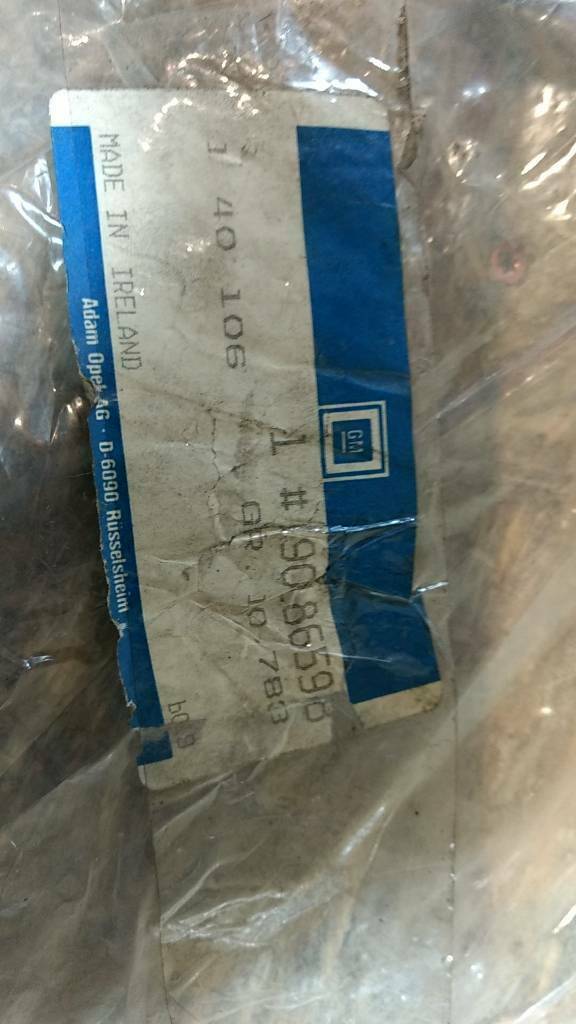 GM
1 # 90.86598
GR. 10.783
1 40 106
MADE IN IRELAND
Adam Opel AG · D-6090 Rüsselsheim